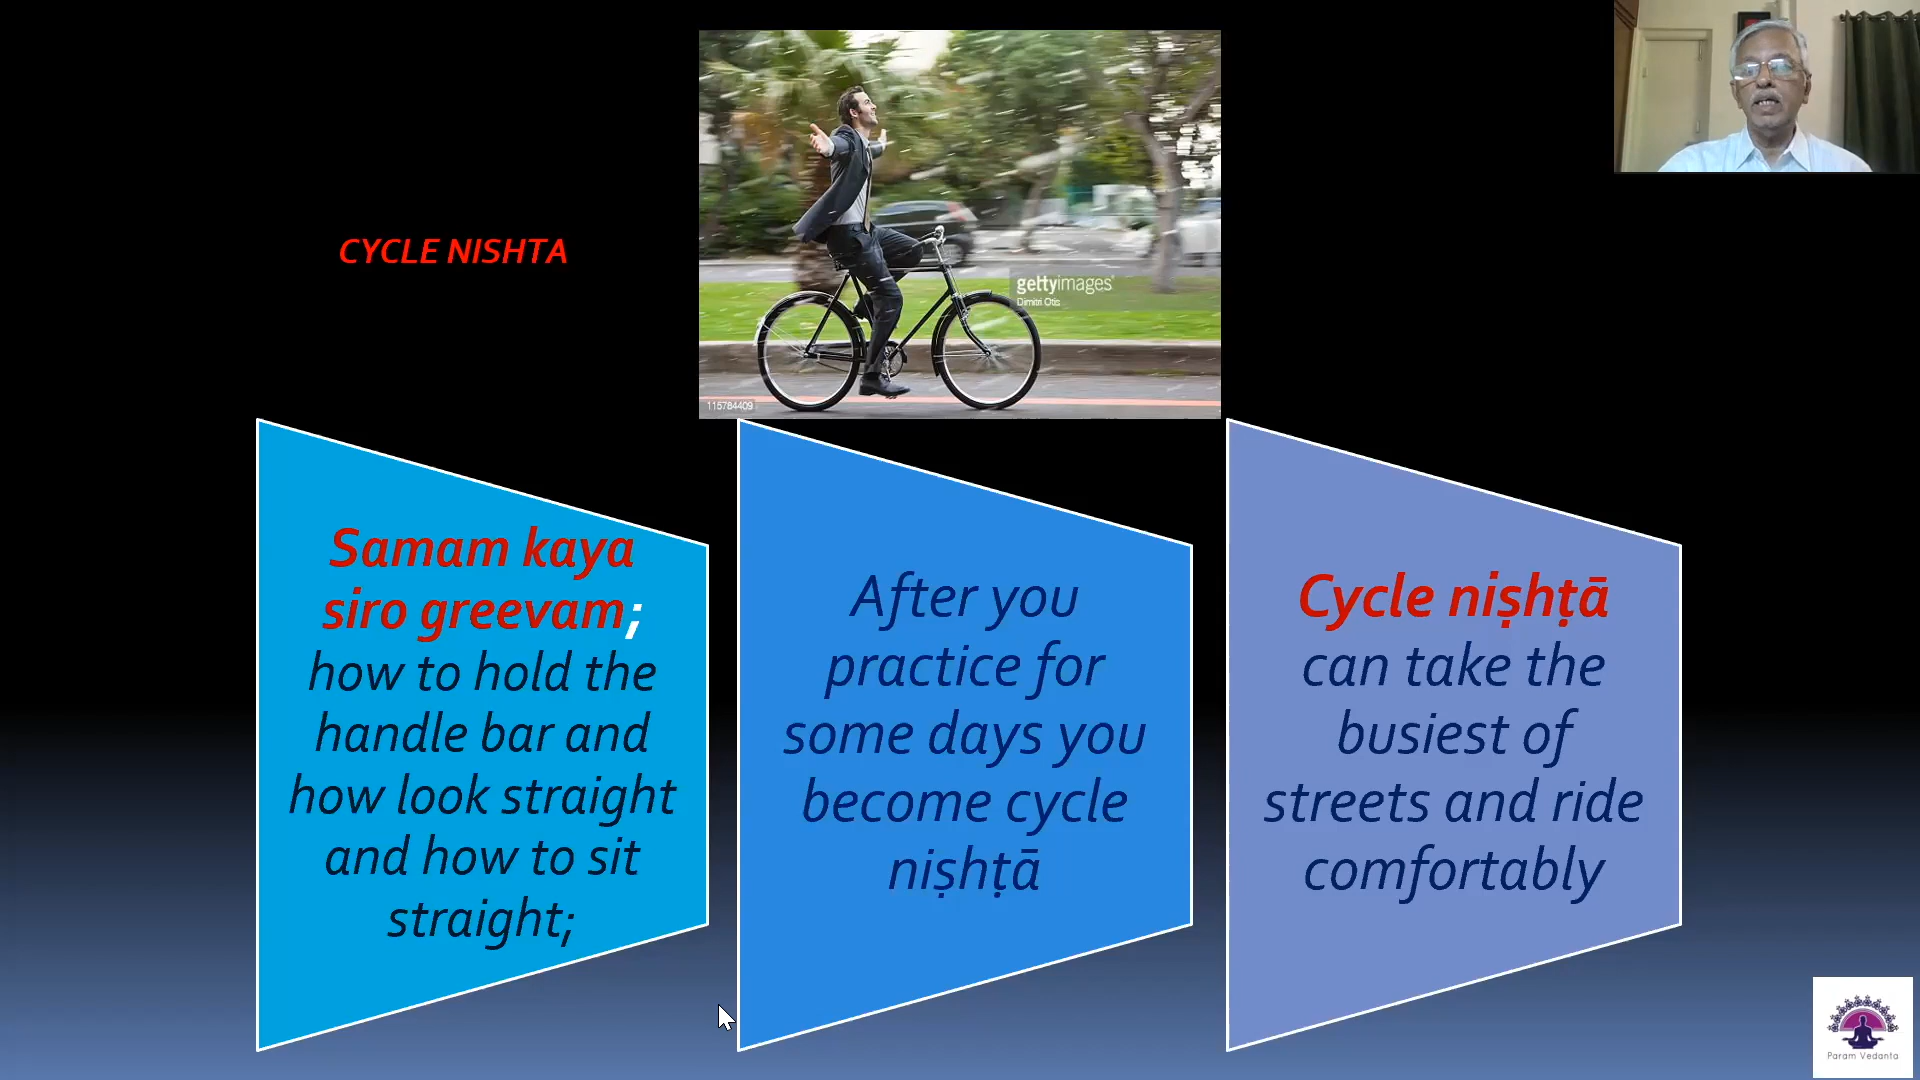 CYCLE NISHTA
gettyimages
Dimitri Otis
115784409
Samam kaya
siro greevam;
how to hold the
handle bar and
how look straight
and how to sit
straight;
After you
practice for
some days you
become cycle
niṣhṭā
Cycle niṣhṭā
can take the
busiest of
streets and ride
comfortably
Param Vedanta